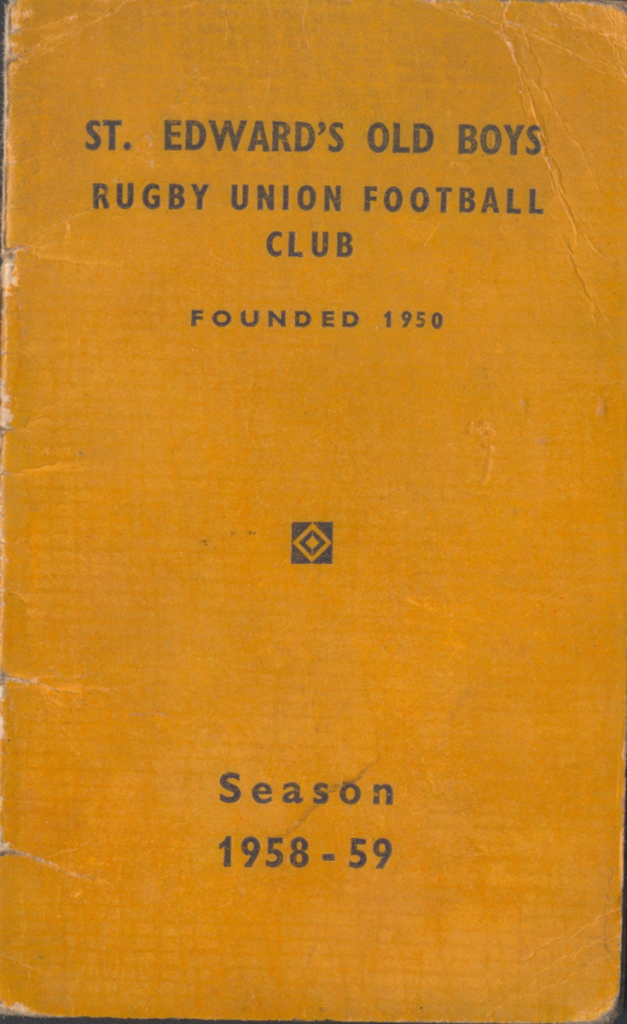 ST. EDWARD'S OLD BOYS
RUGBY UNION FOOTBALL
CLUB
FOUNDED 1950
Season
1958-59